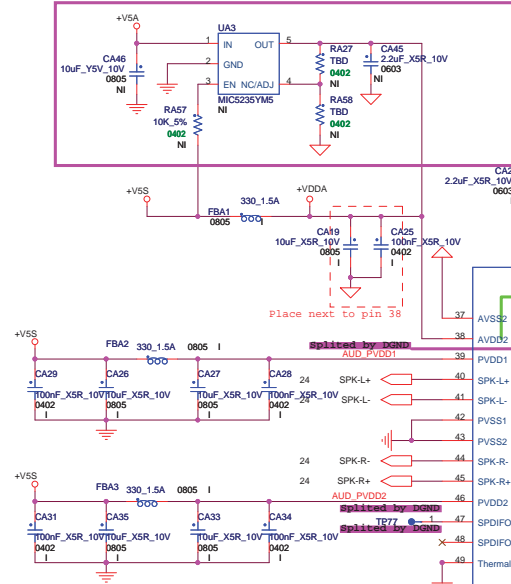 +V5A
UA3
CA46
10uF_Y5V_10V
0805
NI
1 IN OUT 5
2 GND
3 EN NC/ADJ 4
MIC5235YM5
NI
RA27
TBD
0402
NI
CA45
2.2uF_X5R_10V
0603
NI
RA57
10K_5%
0402
NI
RA58
TBD
0402
NI
2.2uF_X5R_10V
0603
+V5S
FBA1
0805
330_1.5A
I
+VDDA
CA19
10uF_X5R_10V
0805
I
CA25
100nF_X5R_10V
0402
I
Place next to pin 38
37 AVSS2
38 AVDD2
Splited by DGND
AUD_PVDD1
39 PVDD1
24 SPK-L+ 40 SPK-L+
24 SPK-L- 41 SPK-L-
42 PVSS1
43 PVSS2
24 SPK-R- 44 SPK-R-
24 SPK-R+ 45 SPK-R+
AUD_PVDD2
46 PVDD2
Splited by DGND
TP77 1 47 SPDIFO
Splited by DGND
48 SPDIFO
49 Thermal
+V5S
FBA2
330_1.5A
0805 I
CA29
100nF_X5R_10V
0402
I
CA26
10uF_X5R_10V
0805
I
CA27
10uF_X5R_10V
0805
I
CA28
100nF_X5R_10V
0402
I
+V5S
FBA3
330_1.5A
0805 I
CA31
100nF_X5R_10V
0402
I
CA35
10uF_X5R_10V
0805
I
CA33
10uF_X5R_10V
0805
I
CA34
100nF_X5R_10V
0402
I